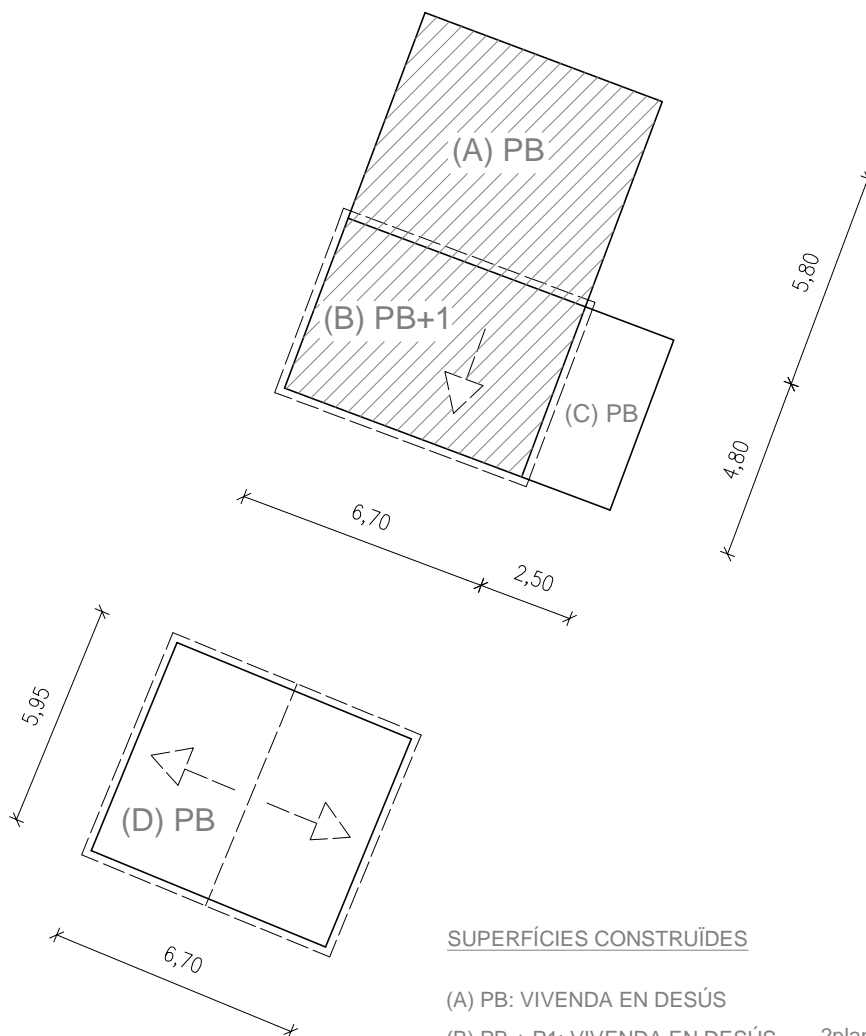 (A) PB
5,80
(B) PB+1
(C) PB
4,80
6,70
2,50
5,95
(D) PB
6,70
SUPERFÍCIES CONSTRUÏDES
(A) PB: VIVENDA EN DESÚS
(B) PB + P1: VIVENDA EN DESÚS